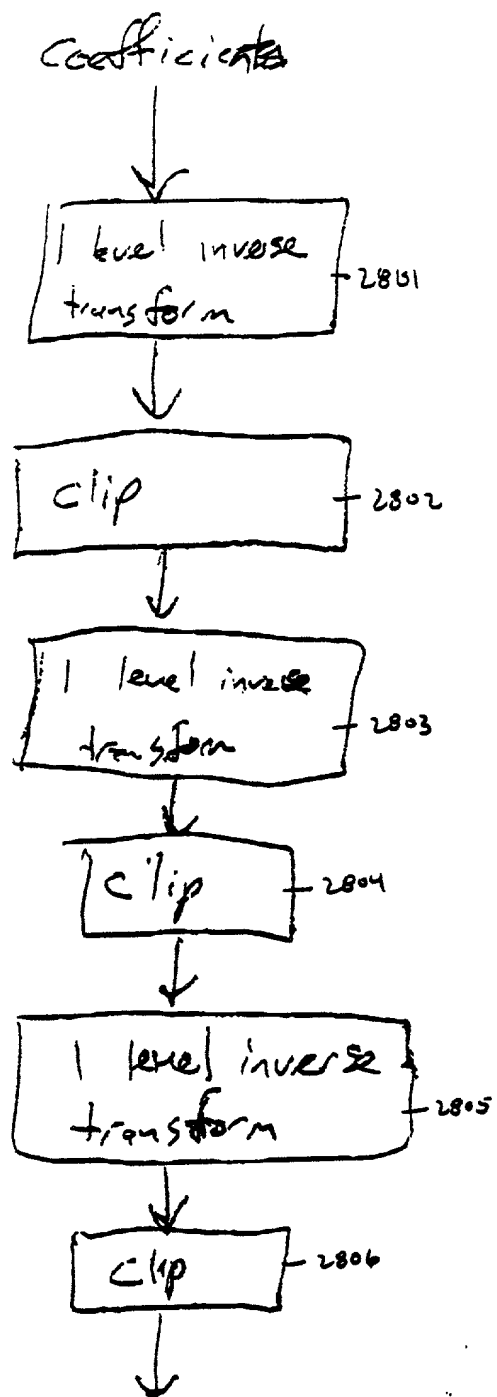 Coefficients
1 level inverse
transform
2801
Clip
2802
1 level inverse
transform
2803
Clip
2804
1 level inverse
transform
2805
Clip
2806